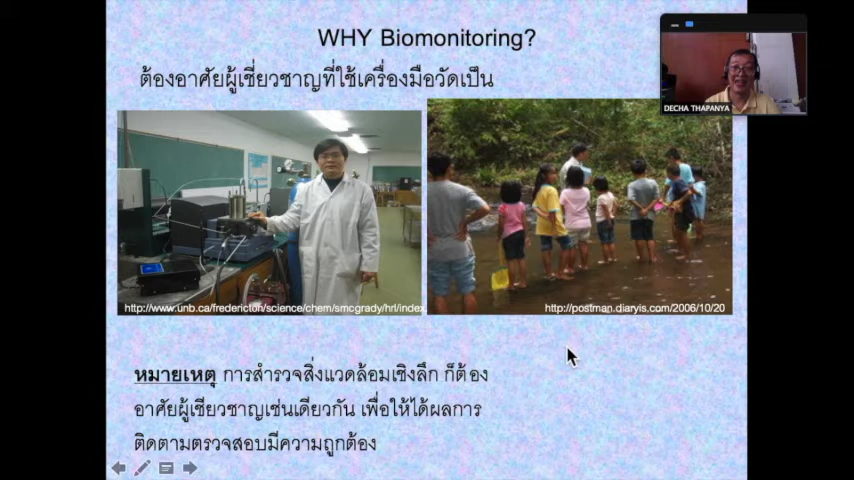 WHY Biomonitoring?
ต้องอาศัยผู้เชี่ยวชาญที่ใช้เครื่องมือวัดเป็น
DECHA THAPANYA
http://www.unb.ca/fredericton/science/chem/smcgrady/hrl/index
http://postman.diaryis.com/2006/10/20
หมายเหตุ การสำรวจสิ่งแวดล้อมเชิงลึก ก็ต้อง
อาศัยผู้เชี่ยวชาญเช่นเดียวกัน เพื่อให้ได้ผลการ
ติดตามตรวจสอบมีความถูกต้อง